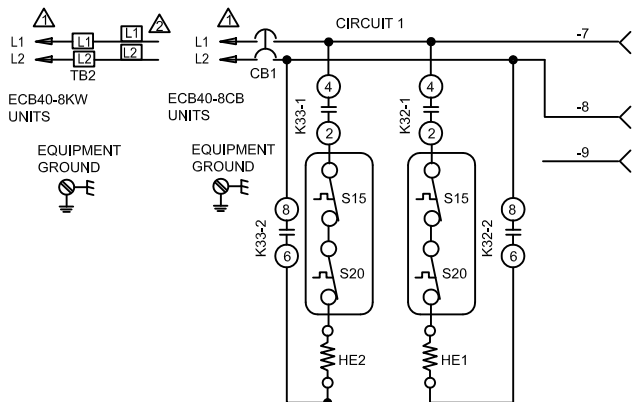 1 2 1 CIRCUIT 1 -7
L1 L1 L1 L1
L2 L2 L2 L2
TB2 CB1
ECB40-8KW UNITS
ECB40-8CB UNITS
-8
-9
EQUIPMENT GROUND
EQUIPMENT GROUND
K33-1 4 2
K32-1 4 2
S15 S15
K33-2 8 6
K32-2 8 6
S20 S20
HE2 HE1